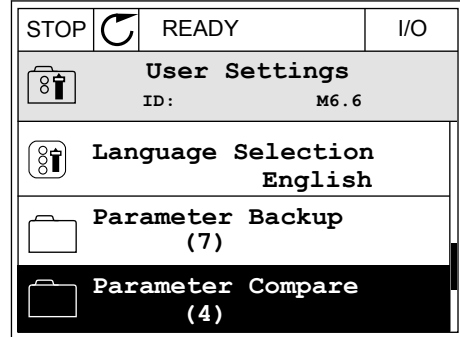 STOP READY I/O
User Settings
ID: M6.6
Language Selection
English
Parameter Backup
(7)
Parameter Compare
(4)